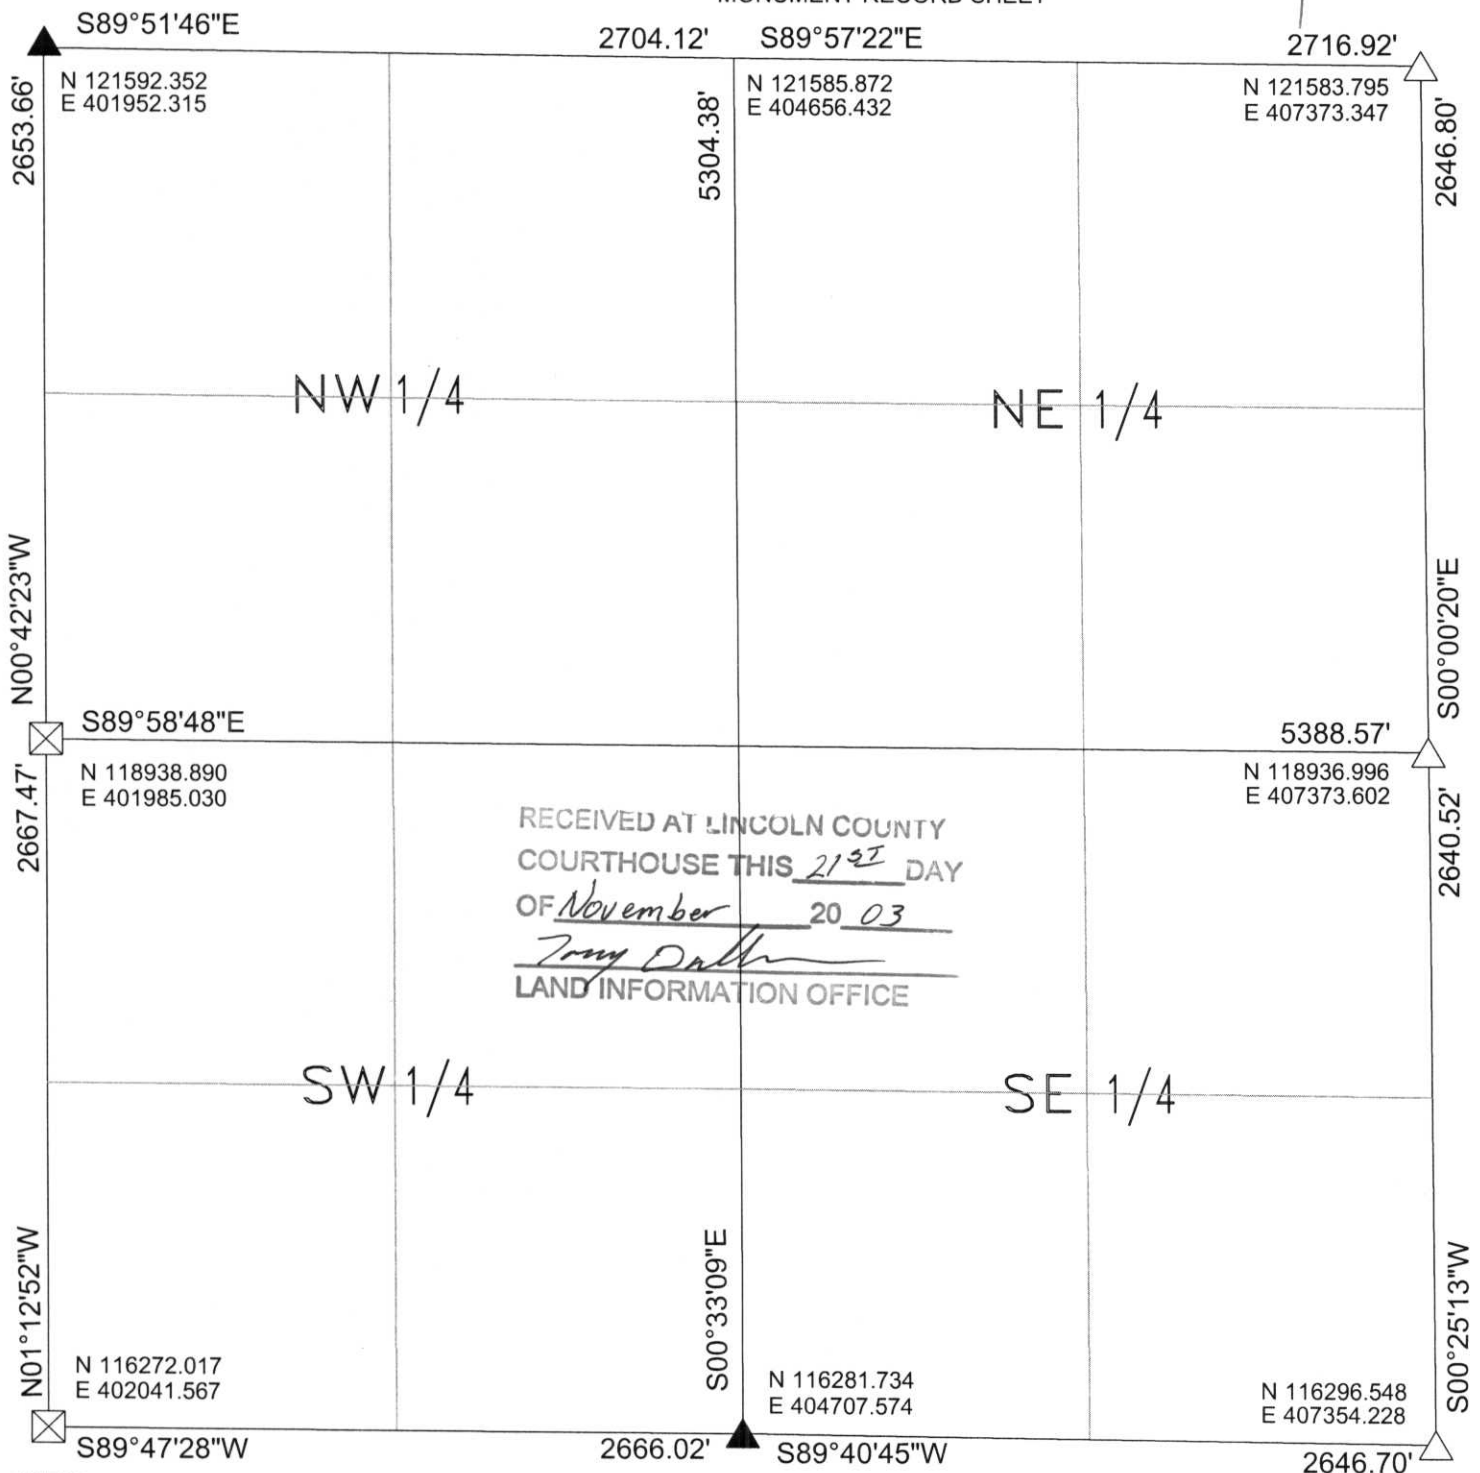 S89°51'46"E
2704.12'
S89°57'22"E
2716.92'
N 121592.352
E 401952.315
N 121585.872
E 404656.432
N 121583.795
E 407373.347
2653.66'
5304.38'
2646.80'
NW 1/4
NE 1/4
N00°42'23"W
S00°00'20"E
S89°58'48"E
5388.57'
N 118938.890
E 401985.030
N 118936.996
E 407373.602
2667.47'
2640.52'
RECEIVED AT LINCOLN COUNTY
COURTHOUSE THIS 21ST DAY
OF November 20 03
Tony
LAND INFORMATION OFFICE
SW 1/4
SE 1/4
N01°12'52"W
S00°33'09"E
S00°25'13"W
N 116272.017
E 402041.567
N 116281.734
E 404707.574
N 116296.548
E 407354.228
S89°47'28"W
2666.02'
S89°40'45"W
2646.70'